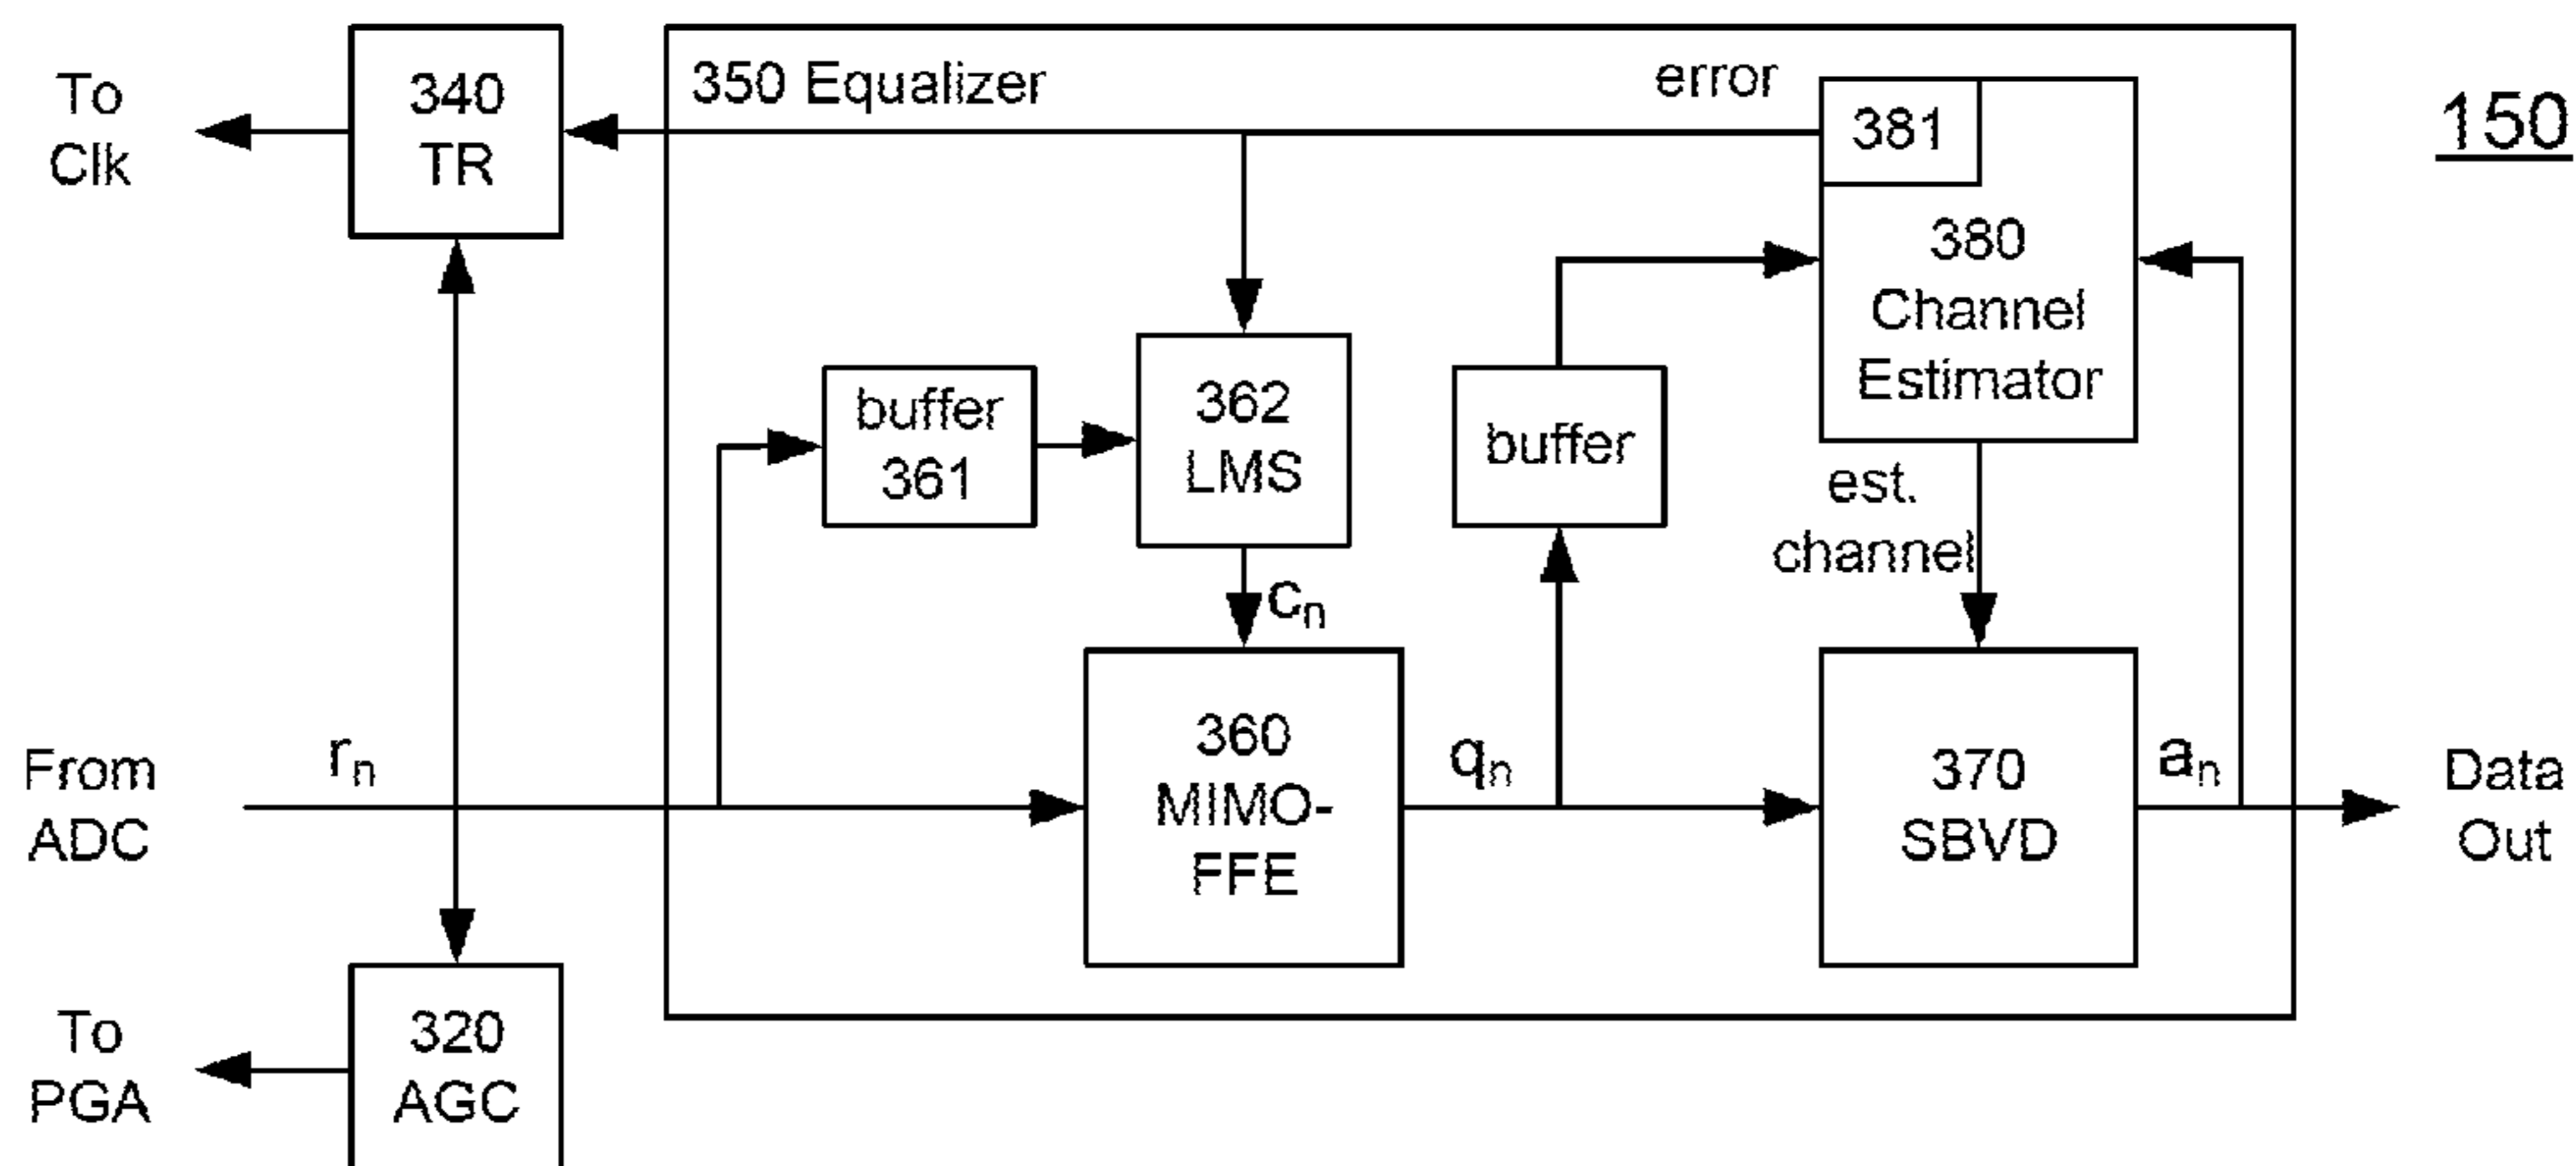 To
Clk
340
TR
350 Equalizer
error
381
150
380
Channel
Estimator
buffer
361
362
LMS
buffer
est.
channel
cn
From
ADC
rn
360
MIMO-
FFE
qn
370
SBVD
an
Data
Out
To
PGA
320
AGC